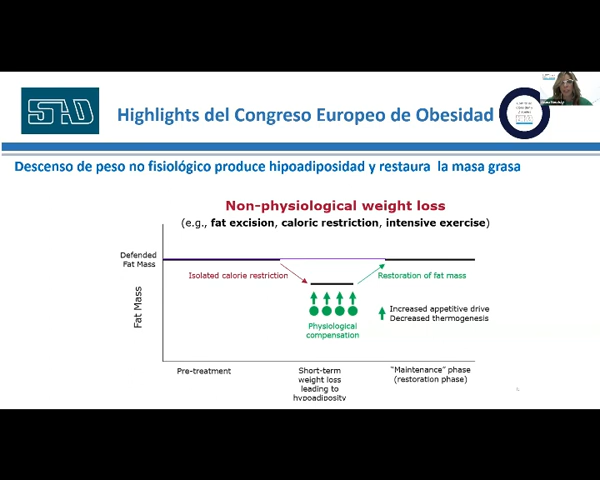 SAD
Highlights del Congreso Europeo de Obesidad
Descenso de peso no fisiológico produce hipoadiposidad y restaura la masa grasa
Non-physiological weight loss
(e.g., fat excision, caloric restriction, intensive exercise)
Defended
Fat Mass
Isolated calorie restriction
Restoration of fat mass
Fat Mass
Physiological
compensation
Increased appetitive drive
Decreased thermogenesis
Pre-treatment
Short-term
weight loss
leading to
hypoadiposity
"Maintenance" phase
(restoration phase)